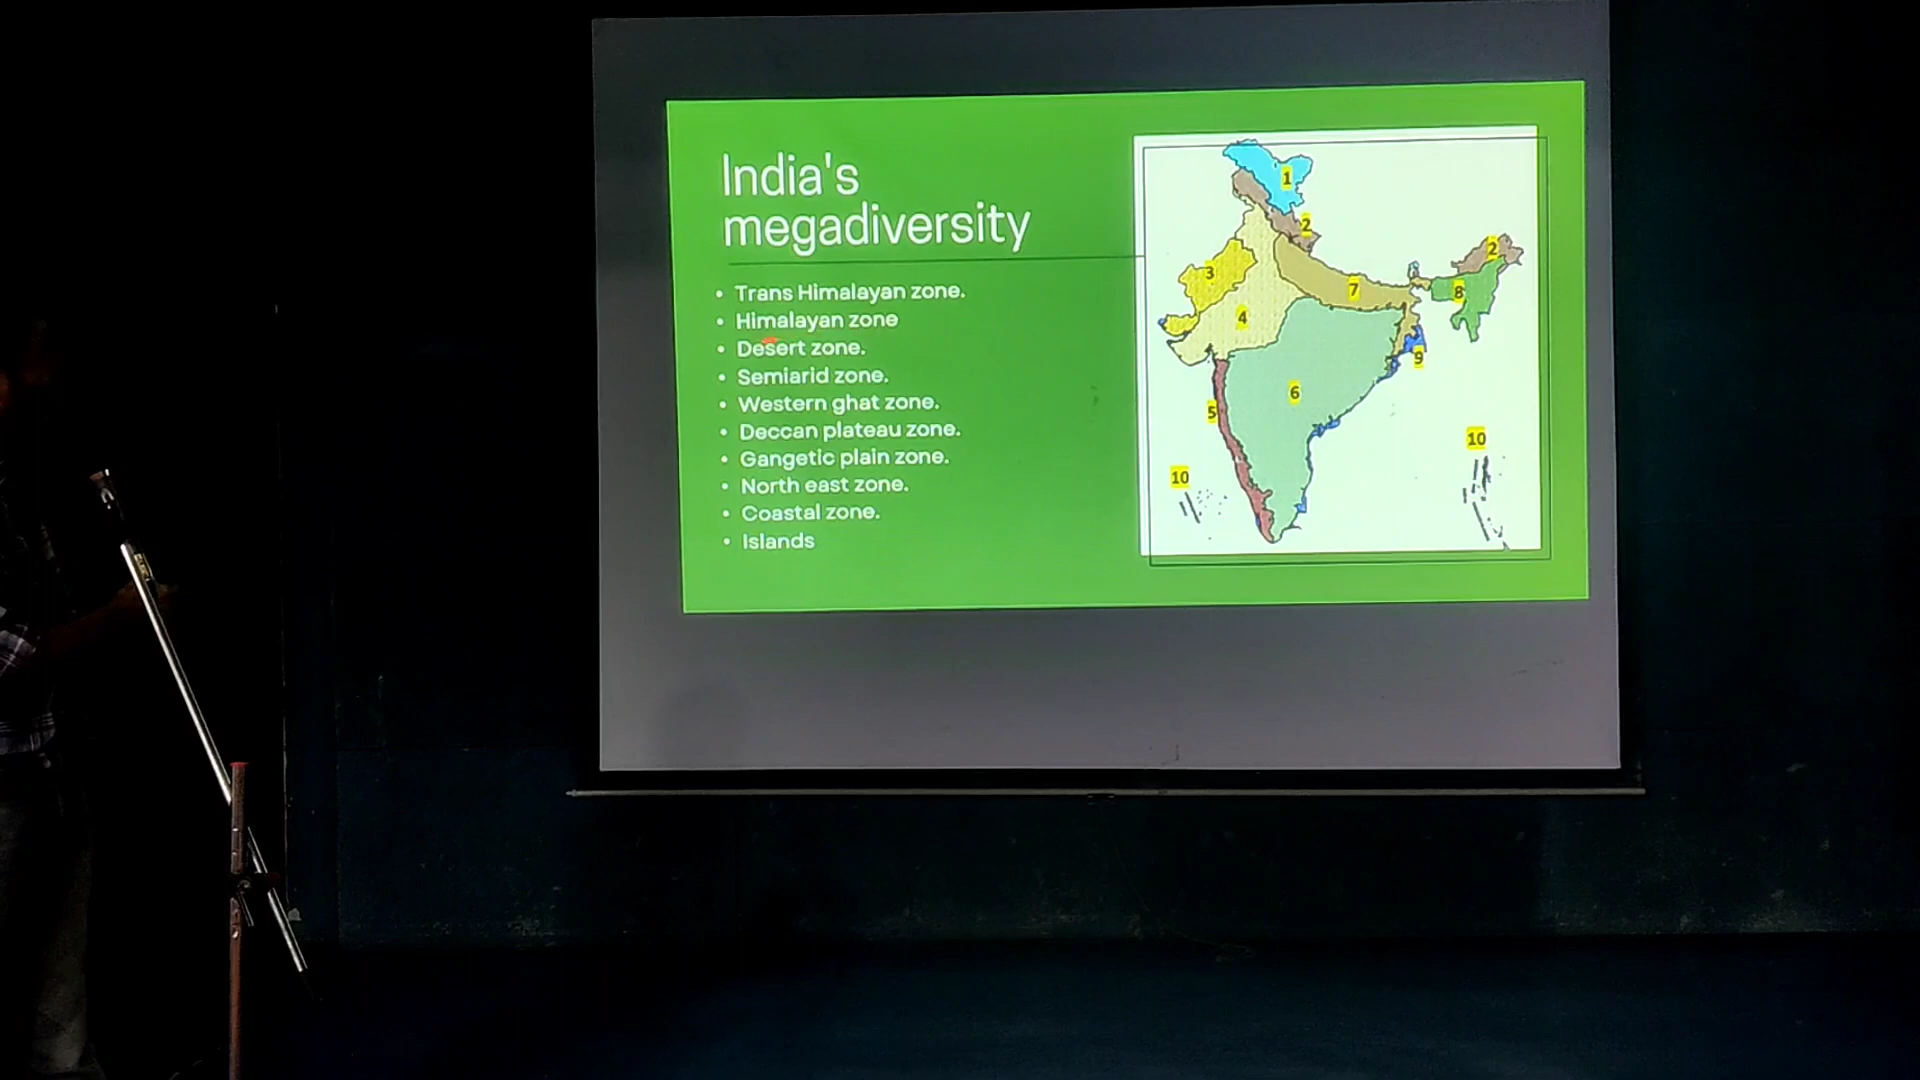 India's
megadiversity
• Trans Himalayan zone.
• Himalayan zone
• Desert zone.
• Semiarid zone.
• Western ghat zone.
• Deccan plateau zone.
• Gangetic plain zone.
• North east zone.
• Coastal zone.
• Islands
1
2
2
3
7
8
4
9
6
5
10
10